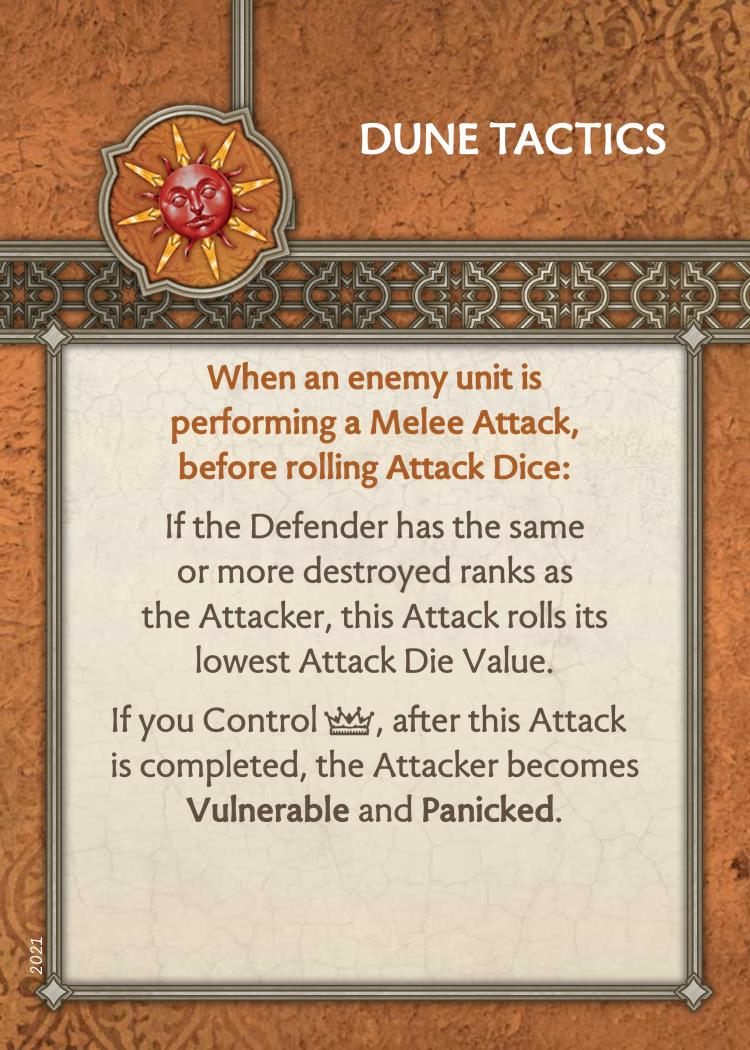 DUNE TACTICS
When an enemy unit is
performing a Melee Attack,
before rolling Attack Dice:
If the Defender has the same
or more destroyed ranks as
the Attacker, this Attack rolls its
lowest Attack Die Value.
If you Control , after this Attack
is completed, the Attacker becomes
Vulnerable and Panicked.
2021